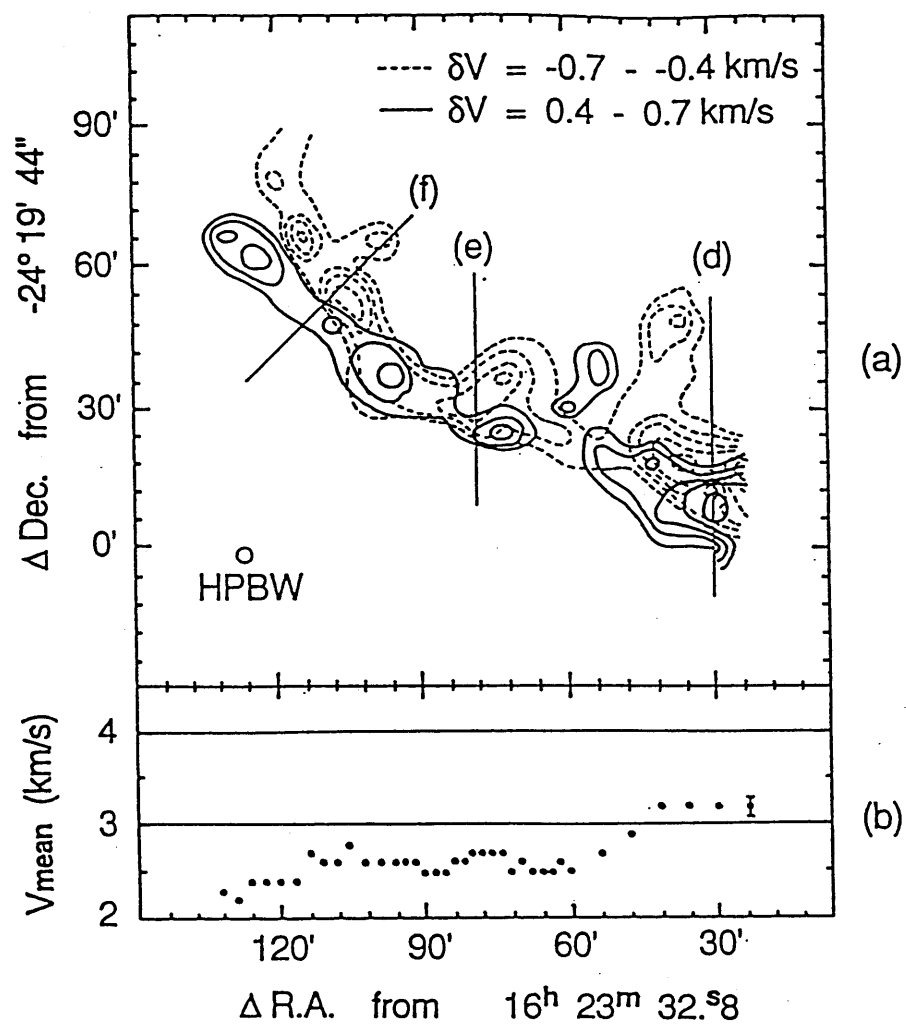 δV = -0.7 - -0.4 km/s
δV = 0.4 - 0.7 km/s
90'
60'
30'
0'
Δ Dec. from -24° 19' 44"
(f)
(e)
(d)
(a)
HPBW
4
3
2
Vmean (km/s)
(b)
120' 90' 60' 30'
Δ R.A. from 16ʰ 23ᵐ 32.ˢ8